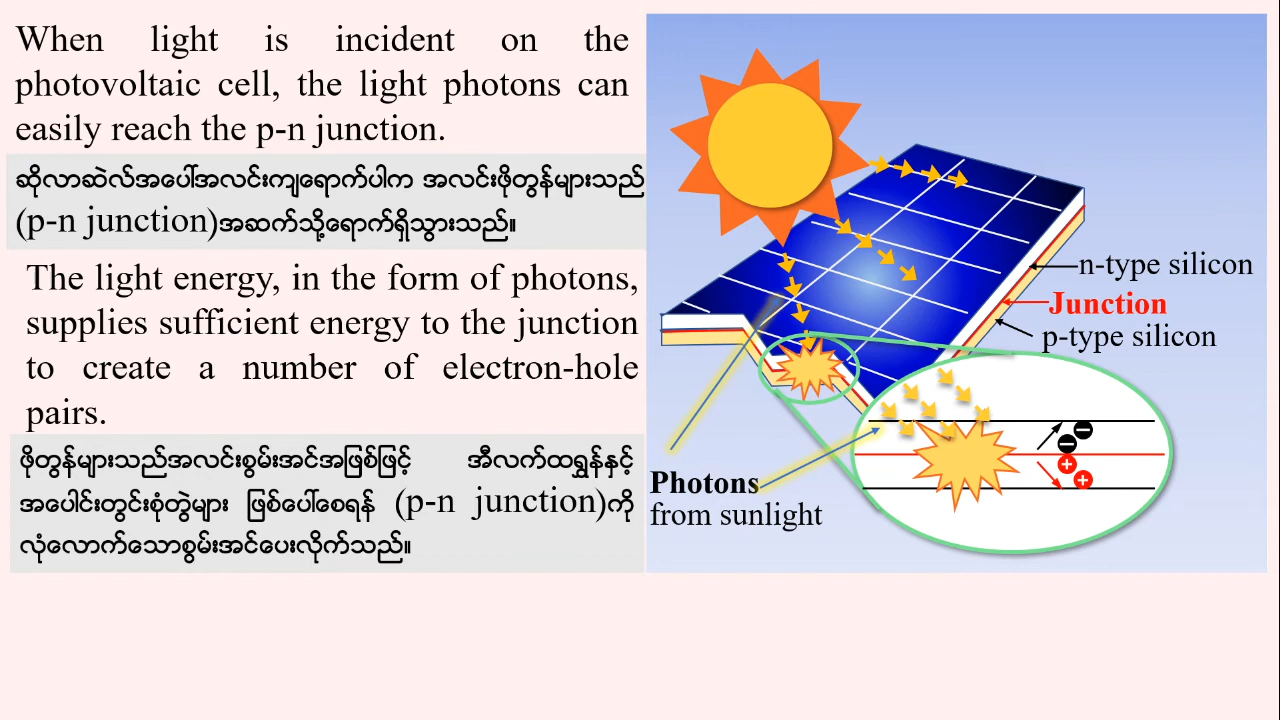 When light is incident on the
photovoltaic cell, the light photons can
easily reach the p-n junction.
ဆိုလာဆဲလ်အပေါ်အလင်းကျရောက်ပါက အလင်းဖိုတွန်များသည်
(p-n junction)အဆက်သို့ရောက်ရှိသွားသည်။
The light energy, in the form of photons,
supplies sufficient energy to the junction
to create a number of electron-hole
pairs.
ဖိုတွန်များသည်အလင်းစွမ်းအင်အဖြစ်ဖြင့် အီလက်ထရွှန်နှင့်
အပေါင်းတွင်းစုံတွဲများ ဖြစ်ပေါ်စေရန် (p-n junction)ကို
လုံလောက်သောစွမ်းအင်ပေးလိုက်သည်။
n-type silicon
Junction
p-type silicon
Photons
from sunlight